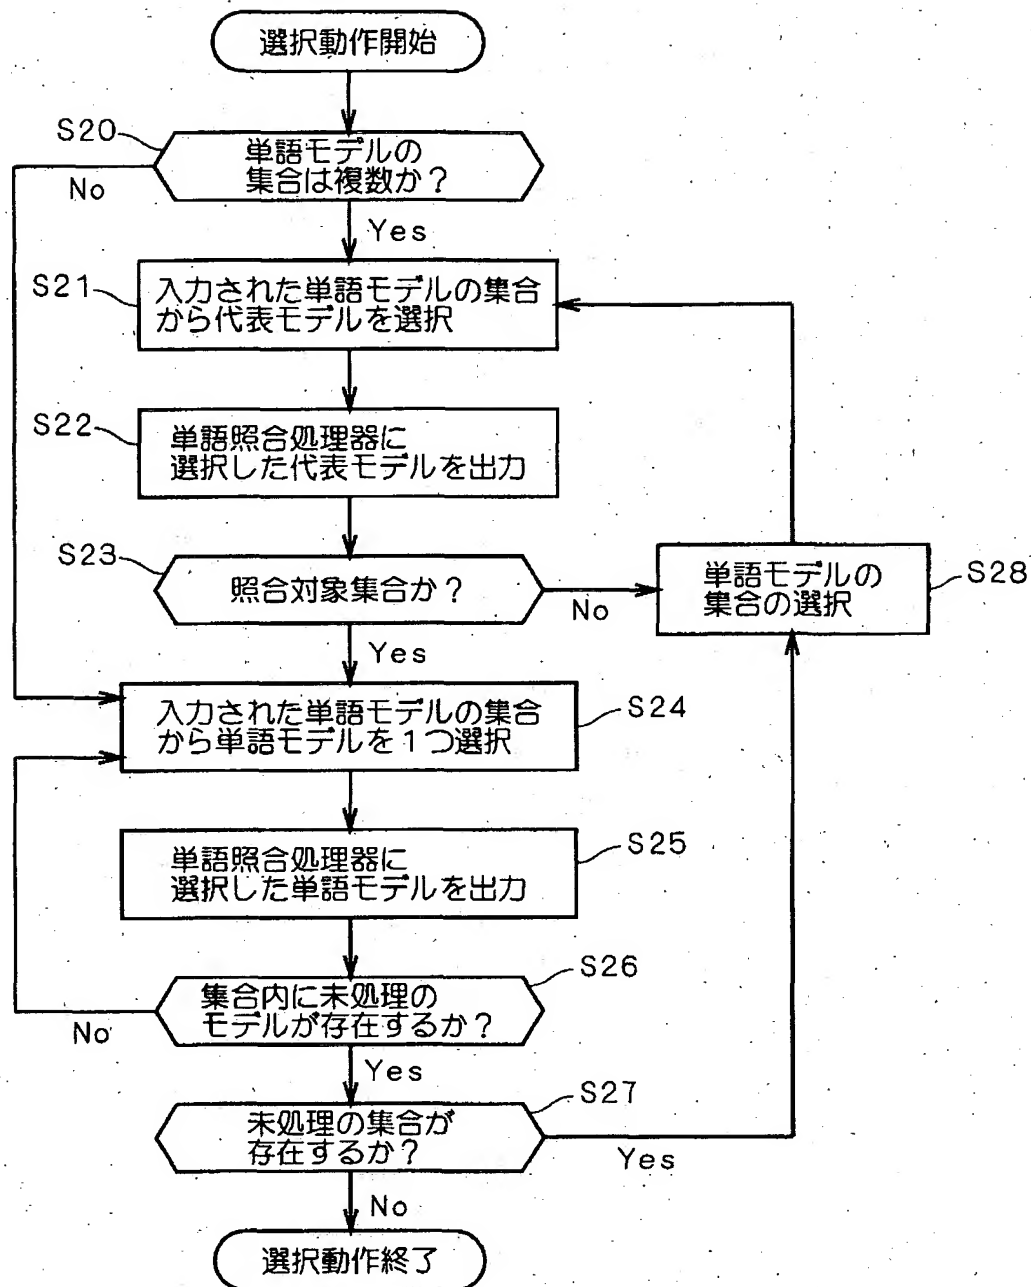 選択動作開始
S20
単語モデルの
集合は複数か？
No
Yes
S21
入力された単語モデルの集合
から代表モデルを選択
S22
単語照合処理器に
選択した代表モデルを出力
S23
照合対象集合か？
No
単語モデルの
集合の選択
S28
Yes
入力された単語モデルの集合
から単語モデルを１つ選択
S24
単語照合処理器に
選択した単語モデルを出力
S25
集合内に未処理の
モデルが存在するか？
S26
No
Yes
未処理の集合が
存在するか？
S27
Yes
No
選択動作終了